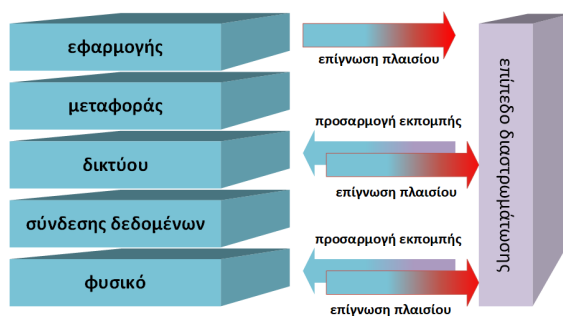 εφαρμογής
επίγνωση πλαισίου
μεταφοράς
προσαρμογή εκπομπής
δικτύου
επίγνωση πλαισίου
σύνδεσης δεδομένων
προσαρμογή εκπομπής
φυσικό
επίγνωση πλαισίου
επίπεδο διαστρωμάτωσης